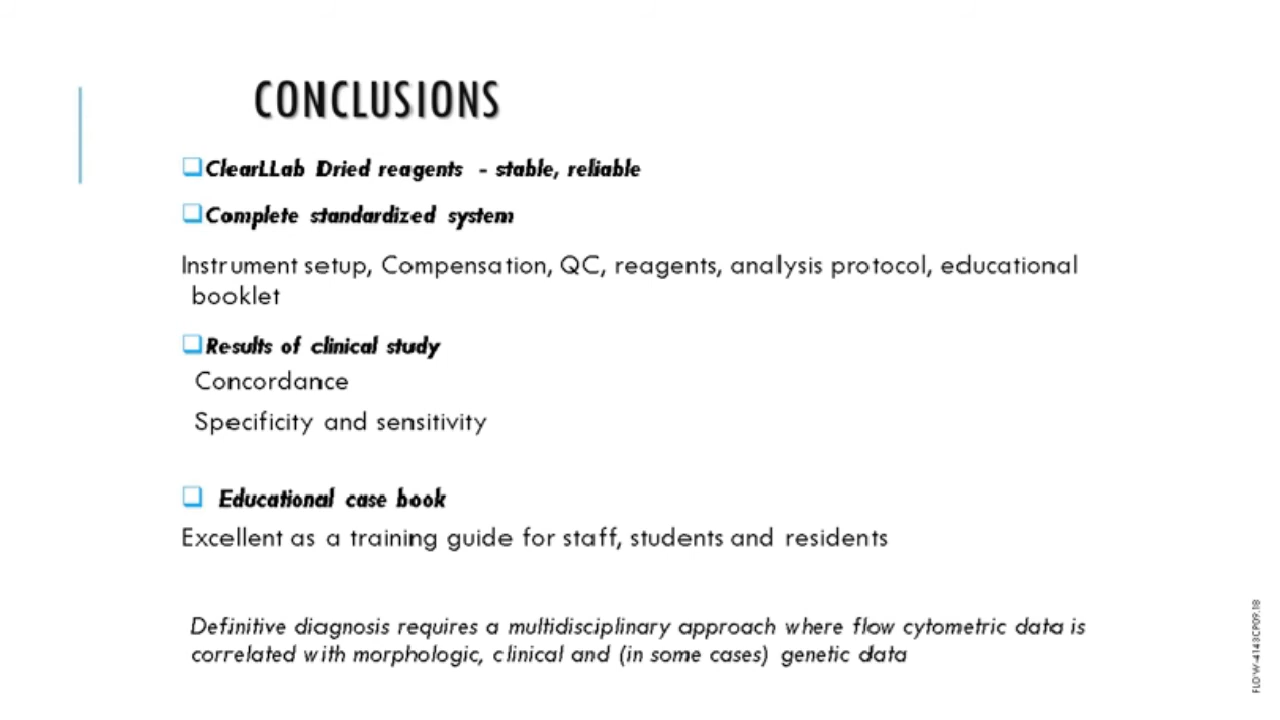 CONCLUSIONS
ClearLLab Dried reagents - stable, reliable
Complete standardized system
Instrument setup, Compensation, QC, reagents, analysis protocol, educational
booklet
Results of clinical study
Concordance
Specificity and sensitivity
Educational case book
Excellent as a training guide for staff, students and residents
Definitive diagnosis requires a multidisciplinary approach where flow cytometric data is
correlated with morphologic, clinical and (in some cases) genetic data
FLOW-4143CP09.18